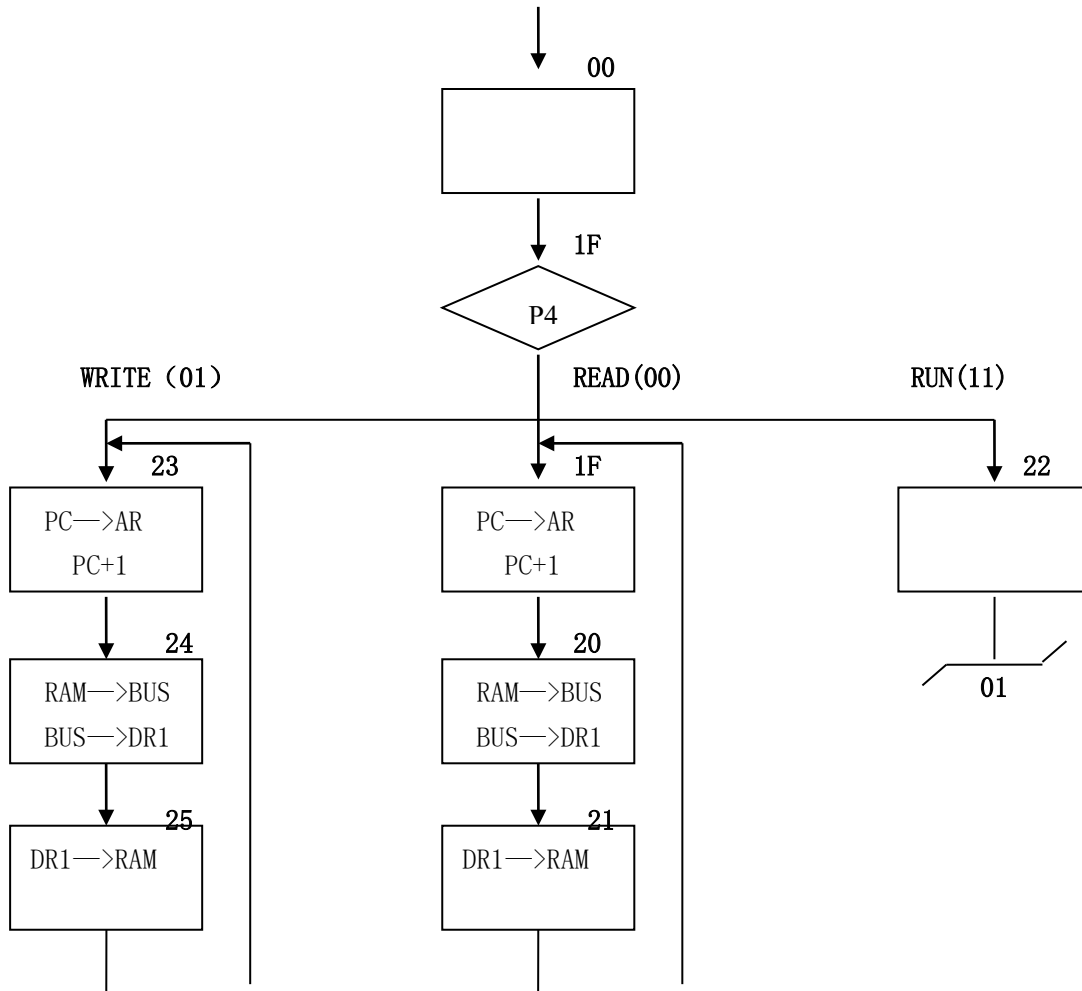 00
1F
P4
WRITE（01）
READ(00)
RUN(11)
23
1F
22
PC—>AR
PC+1
PC—>AR
PC+1
24
20
01
RAM—>BUS
BUS—>DR1
RAM—>BUS
BUS—>DR1
25
21
DR1—>RAM
DR1—>RAM